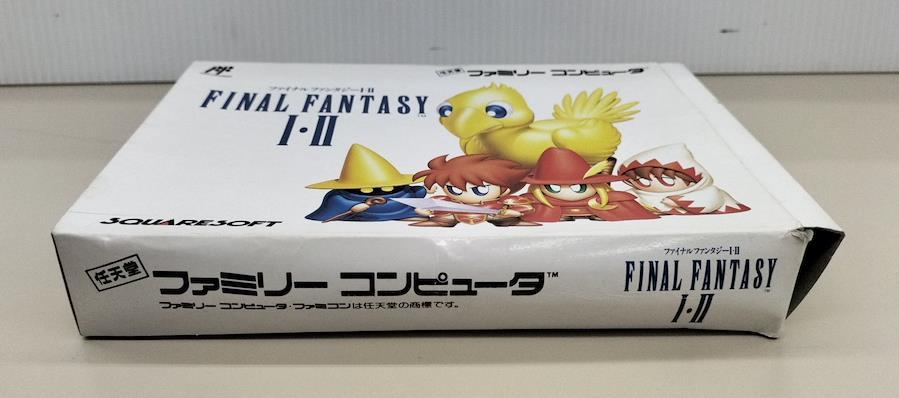 任天堂 ファミリー コンピュータ
ファイナルファンタジーI·II
FINAL FANTASY™
I·II
SQUARESOFT
任天堂 ファミリー コンピュータ™
ファミリー コンピュータ・ファミコンは任天堂の商標です。
ファイナルファンタジーI·II
FINAL FANTASY™
I·II